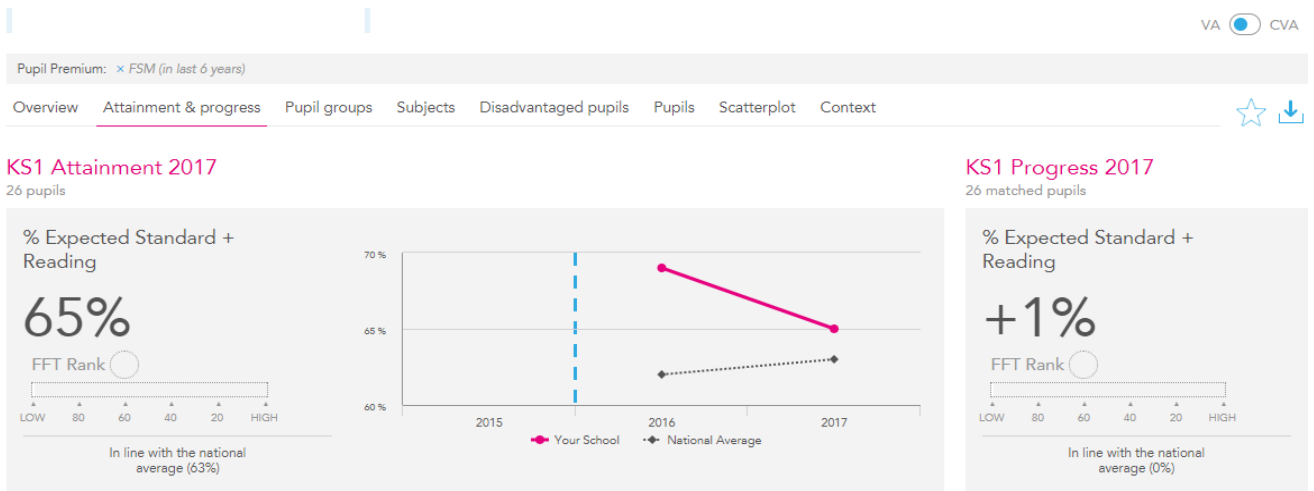 VA CVA
Pupil Premium: × FSM (in last 6 years)
Overview Attainment & progress Pupil groups Subjects Disadvantaged pupils Pupils Scatterplot Context
KS1 Attainment 2017
26 pupils
% Expected Standard +
Reading
65%
FFT Rank
LOW 80 60 40 20 HIGH
In line with the national
average (63%)
70 %
65 %
60 %
2015 2016 2017
Your School National Average
KS1 Progress 2017
26 matched pupils
% Expected Standard +
Reading
+1%
FFT Rank
LOW 80 60 40 20 HIGH
In line with the national
average (0%)